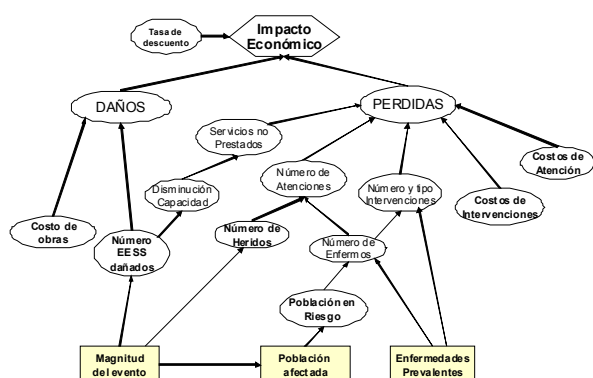 Tasa de
descuento
Impacto
Económico
DAÑOS
PERDIDAS
Servicios no
Prestados
Costos de
Atención
Número de
Atenciones
Número y tipo
Intervenciones
Disminución
Capacidad
Costos de
Intervenciones
Costo de
obras
Número
EESS
dañados
Número de
Heridos
Número de
Enfermos
Población en
Riesgo
Magnitud
del evento
Población
afectada
Enfermedades
Prevalentes